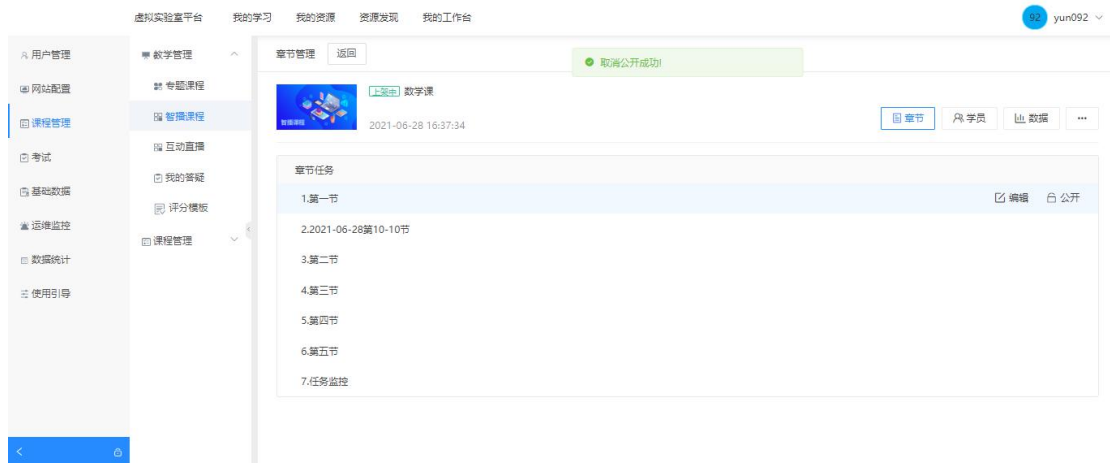 虚拟实验室平台 我的学习 我的资源 资源发现 我的工作台 92 yun092
用户管理
网站配置
课程管理
考试
基础数据
运维监控
数据统计
使用引导
教学管理
专题课程
智播课程
互动直播
我的答疑
评分模板
课程管理
章节管理 返回
取消公开成功!
智播课程
上架中 数学课
2021-06-28 16:37:34
章节 学员 数据 ...
章节任务
1.第一节 编辑 公开
2.2021-06-28第10-10节
3.第二节
4.第三节
5.第四节
6.第五节
7.任务监控